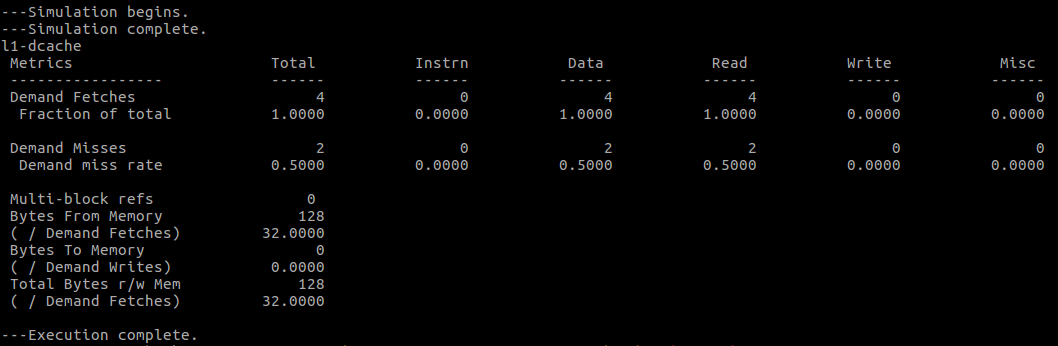 ---Simulation begins.
---Simulation complete.
l1-dcache
Metrics Total Instrn Data Read Write Misc
----------------- ------ ------ ------ ------ ------ ------
Demand Fetches 4 0 4 4 0 0
Fraction of total 1.0000 0.0000 1.0000 1.0000 0.0000 0.0000
Demand Misses 2 0 2 2 0 0
Demand miss rate 0.5000 0.0000 0.5000 0.5000 0.0000 0.0000
Multi-block refs 0
Bytes From Memory 128
( / Demand Fetches) 32.0000
Bytes To Memory 0
( / Demand Writes) 0.0000
Total Bytes r/w Mem 128
( / Demand Fetches) 32.0000
---Execution complete.